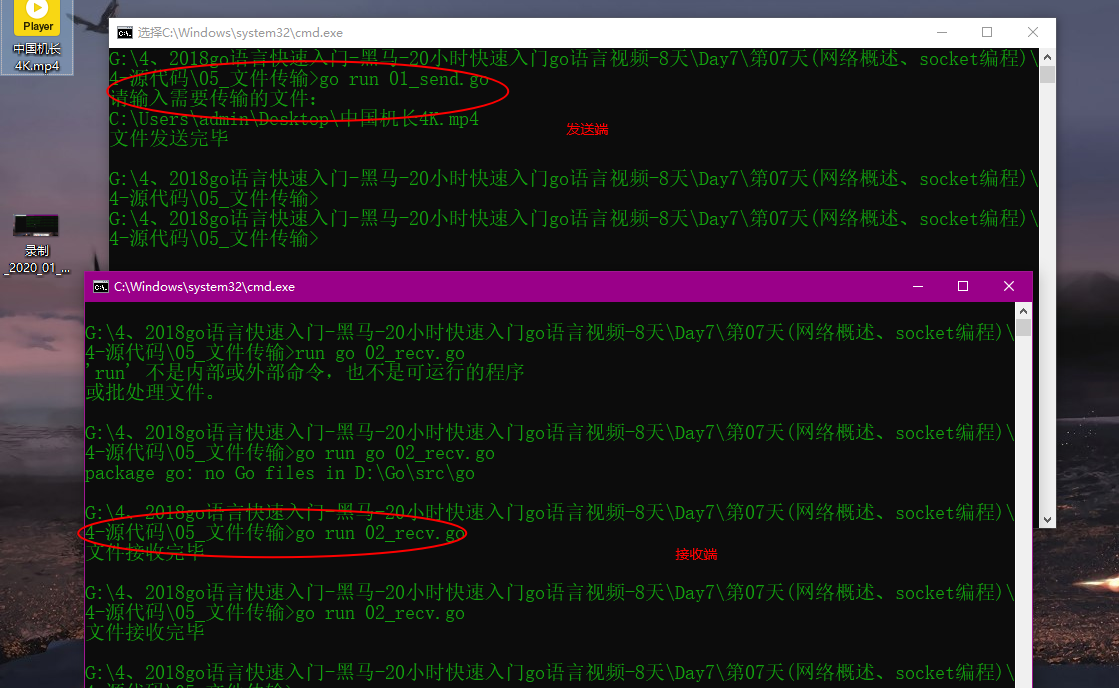 Player
中国机长
4K.mp4
录制
_2020_01_...
选择C:\Windows\system32\cmd.exe
G:\4、2018go语言快速入门-黑马-20小时快速入门go语言视频-8天\Day7\第07天(网络概述、socket编程)\
4-源代码\05_文件传输>go run 01_send.go
请输入需要传输的文件：
C:\Users\admin\Desktop\中国机长4K.mp4
文件发送完毕
发送端
G:\4、2018go语言快速入门-黑马-20小时快速入门go语言视频-8天\Day7\第07天(网络概述、socket编程)\
4-源代码\05_文件传输>
G:\4、2018go语言快速入门-黑马-20小时快速入门go语言视频-8天\Day7\第07天(网络概述、socket编程)\
4-源代码\05_文件传输>
C:\Windows\system32\cmd.exe
G:\4、2018go语言快速入门-黑马-20小时快速入门go语言视频-8天\Day7\第07天(网络概述、socket编程)\
4-源代码\05_文件传输>run go 02_recv.go
'run' 不是内部或外部命令，也不是可运行的程序
或批处理文件。
G:\4、2018go语言快速入门-黑马-20小时快速入门go语言视频-8天\Day7\第07天(网络概述、socket编程)\
4-源代码\05_文件传输>go run go 02_recv.go
package go: no Go files in D:\Go\src\go
G:\4、2018go语言快速入门-黑马-20小时快速入门go语言视频-8天\Day7\第07天(网络概述、socket编程)\
4-源代码\05_文件传输>go run 02_recv.go
文件接收完毕
接收端
G:\4、2018go语言快速入门-黑马-20小时快速入门go语言视频-8天\Day7\第07天(网络概述、socket编程)\
4-源代码\05_文件传输>go run 02_recv.go
文件接收完毕
G:\4、2018go语言快速入门-黑马-20小时快速入门go语言视频-8天\Day7\第07天(网络概述、socket编程)\